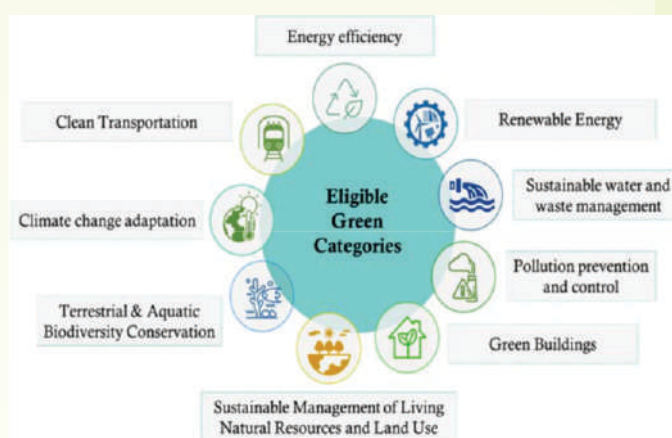 Energy efficiency
Clean Transportation
Renewable Energy
Eligible
Green
Categories
Sustainable water and
waste management
Climate change adaptation
Pollution prevention
and control
Terrestrial & Aquatic
Biodiversity Conservation
Green Buildings
Sustainable Management of Living
Natural Resources and Land Use